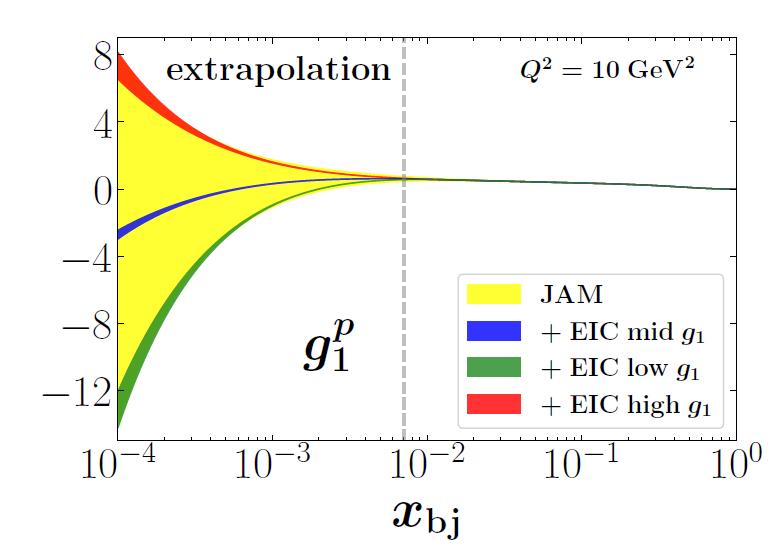 8
4
0
−4
−8
−12
extrapolation
Q² = 10 GeV²
g₁ᵖ
JAM
+ EIC mid g₁
+ EIC low g₁
+ EIC high g₁
10⁻⁴ 10⁻³ 10⁻² 10⁻¹ 10⁰
x_bj